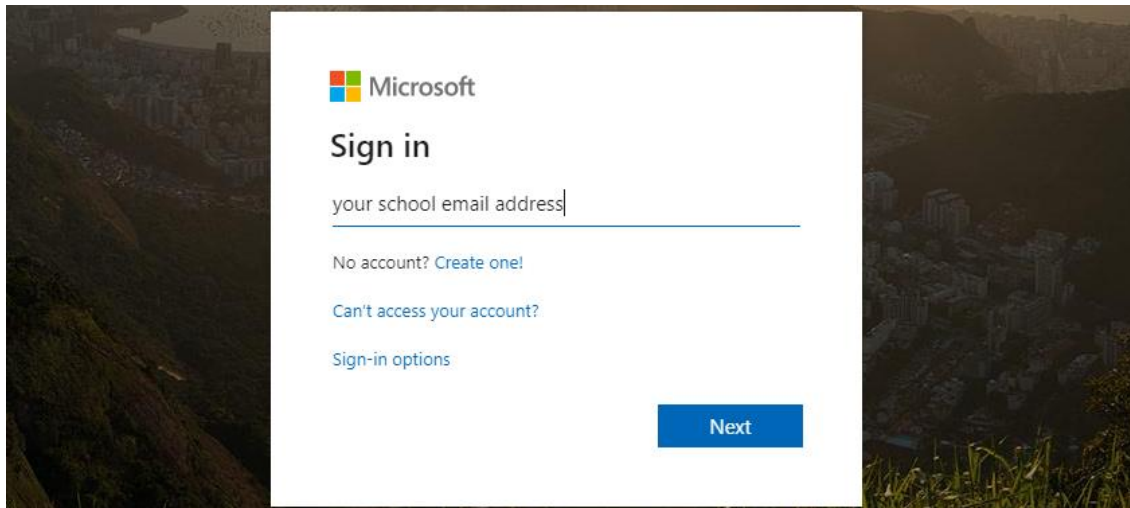 Microsoft
Sign in
your school email address
No account? Create one!
Can't access your account?
Sign-in options
Next